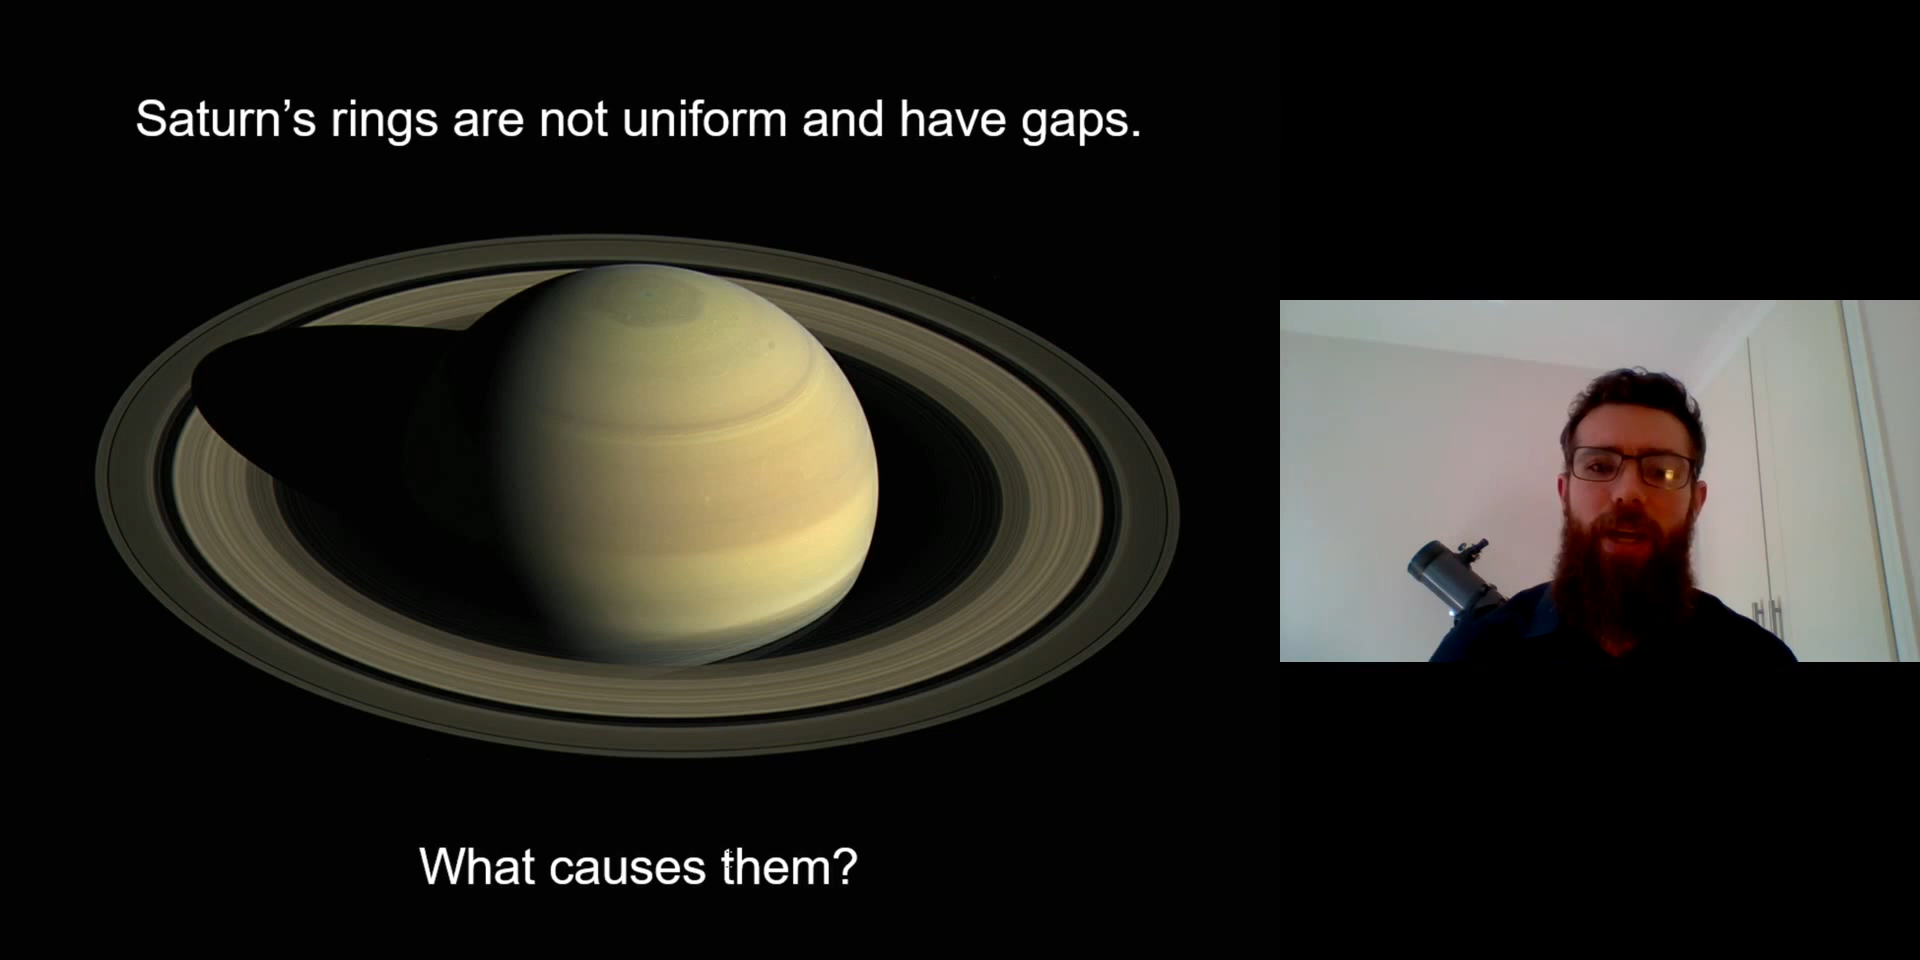 Saturn’s rings are not uniform and have gaps.
What causes them?